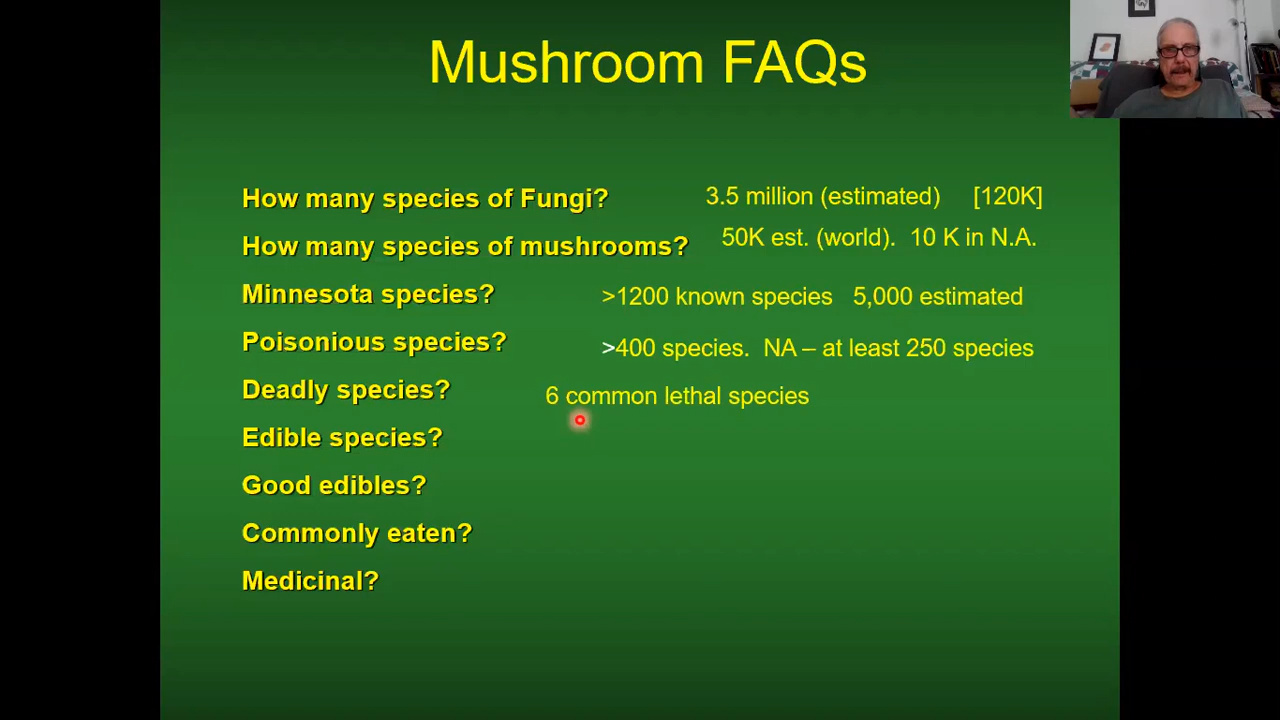 Mushroom FAQs
How many species of Fungi? 3.5 million (estimated) [120K]
How many species of mushrooms? 50K est. (world). 10 K in N.A.
Minnesota species? >1200 known species 5,000 estimated
Poisonious species? >400 species. NA – at least 250 species
Deadly species? 6 common lethal species
Edible species?
Good edibles?
Commonly eaten?
Medicinal?